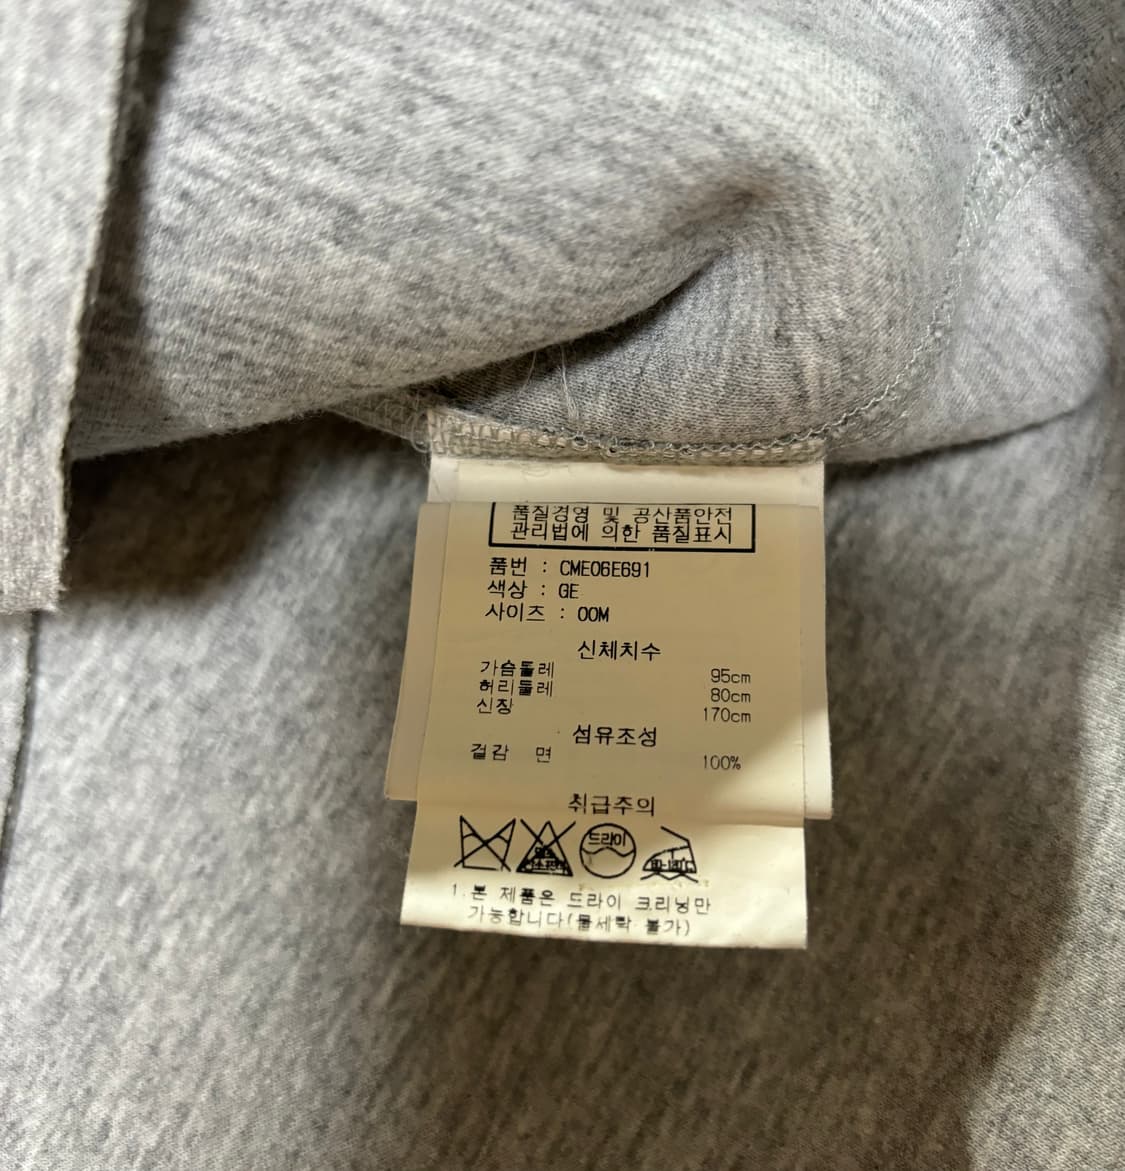 품질경영 및 공산품안전
관리법에 의한 품질표시
품번 : CME06E691
색상 : GE
사이즈 : 00M
신체치수
가슴둘레 95cm
허리둘레 80cm
신장 170cm
섬유조성
겉감 면 100%
취급주의
드라이
1.본 제품은 드라이 크리닝만
가능합니다(물세탁 불가)